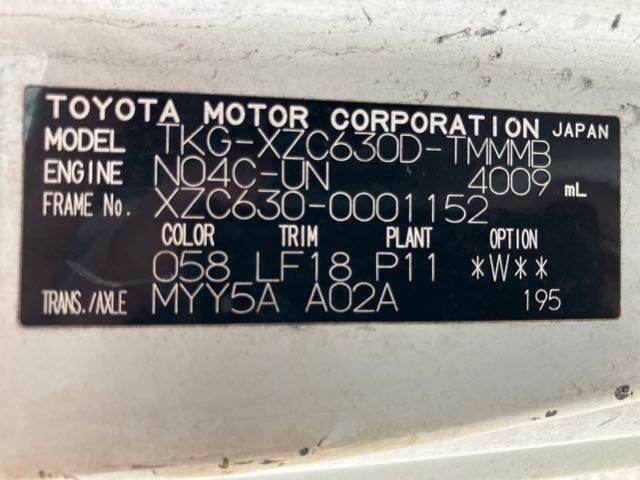 TOYOTA MOTOR CORPORATION JAPAN
MODEL TKG-XZC630D-TMMMB
ENGINE N04C-UN 4009 mL
FRAME No. XZC630-0001152
COLOR TRIM PLANT OPTION
058 LF18 P11 *W**
TRANS./AXLE MYY5A A02A 195